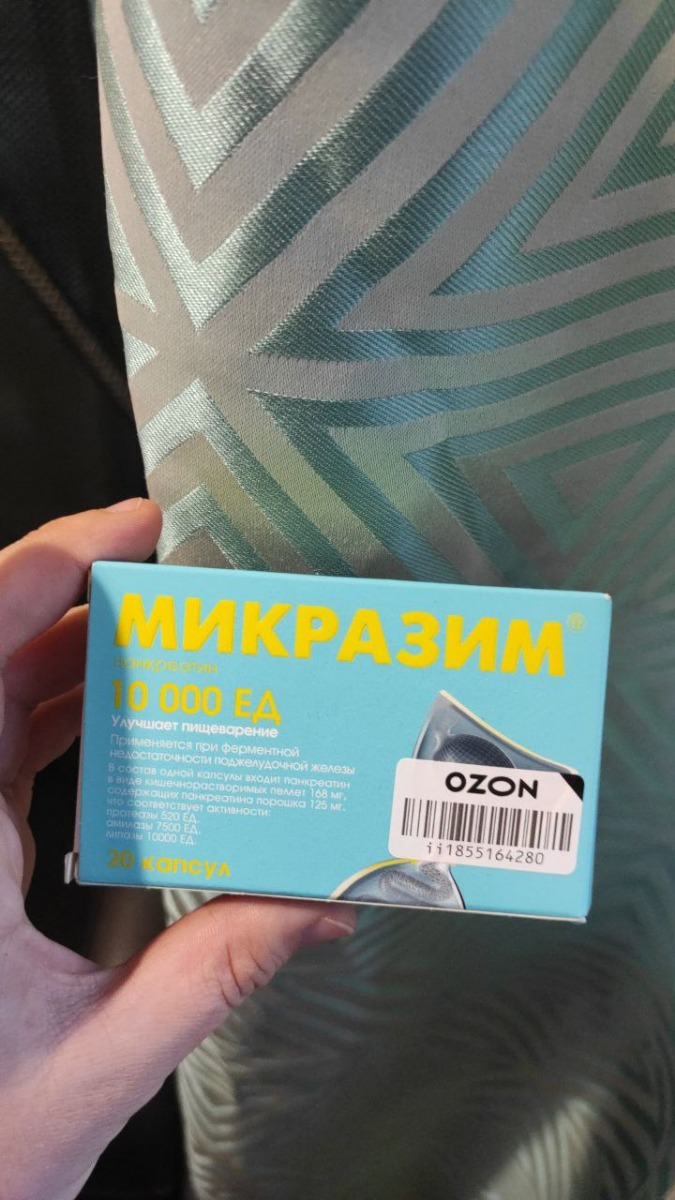 МИКРАЗИМ®
панкреатин
10 000 ЕД
Улучшает пищеварение
Применяется при ферментной
недостаточности поджелудочной железы
В состав одной капсулы входит панкреатин
в виде кишечнорастворимых пеллет 168 мг,
содержащих панкреатина порошка 125 мг.
что соответствует активности:
протеазы 520 ЕД,
амилазы 7500 ЕД,
липазы 10000 ЕД.
20 капсул
OZON
ii1855164280